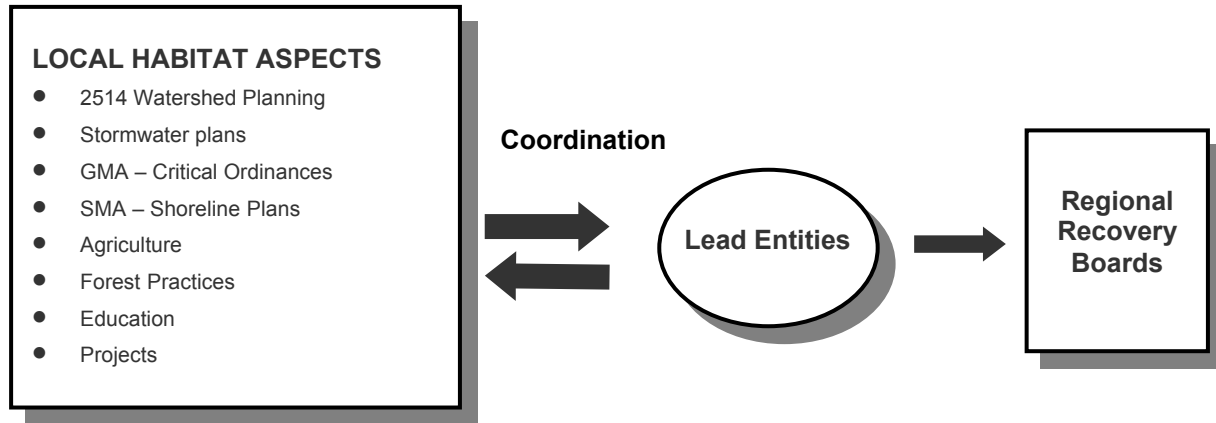 LOCAL HABITAT ASPECTS
● 2514 Watershed Planning
● Stormwater plans
● GMA – Critical Ordinances
● SMA – Shoreline Plans
● Agriculture
● Forest Practices
● Education
● Projects
Coordination
Lead Entities
Regional
Recovery
Boards